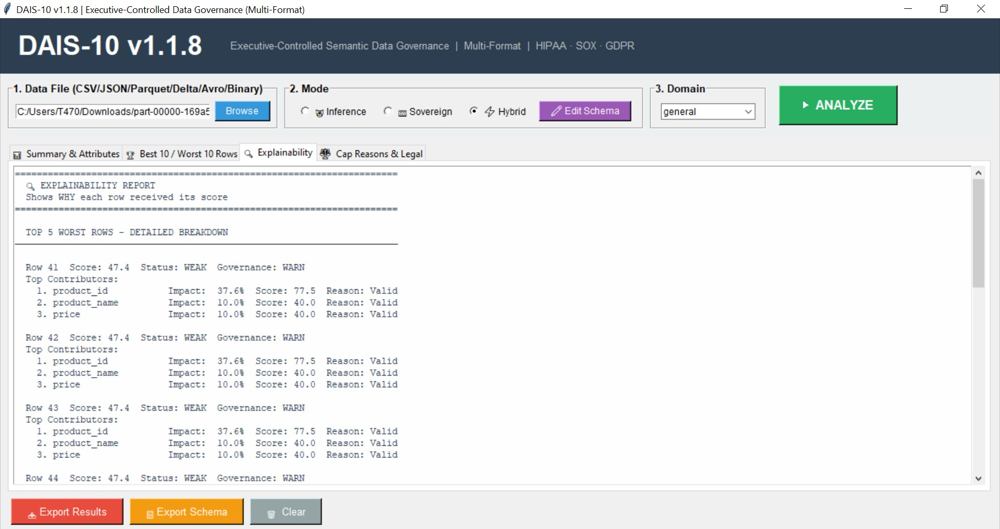 DAIS-10 v1.1.8 | Executive-Controlled Data Governance (Multi-Format)
DAIS-10 v1.1.8
Executive-Controlled Semantic Data Governance | Multi-Format | HIPAA · SOX · GDPR
1. Data File (CSV/JSON/Parquet/Delta/Avro/Binary)
C:/Users/T470/Downloads/part-00000-169a5
Browse
2. Mode
Inference
Sovereign
Hybrid
Edit Schema
3. Domain
general
ANALYZE
Summary & Attributes
Best 10 / Worst 10 Rows
Explainability
Cap Reasons & Legal
======================================================================
EXPLAINABILITY REPORT
Shows WHY each row received its score
======================================================================
TOP 5 WORST ROWS - DETAILED BREAKDOWN
Row 41 Score: 47.4 Status: WEAK Governance: WARN
Top Contributors:
1. product_id Impact: 37.6% Score: 77.5 Reason: Valid
2. product_name Impact: 10.0% Score: 40.0 Reason: Valid
3. price Impact: 10.0% Score: 40.0 Reason: Valid
Row 42 Score: 47.4 Status: WEAK Governance: WARN
Top Contributors:
1. product_id Impact: 37.6% Score: 77.5 Reason: Valid
2. product_name Impact: 10.0% Score: 40.0 Reason: Valid
3. price Impact: 10.0% Score: 40.0 Reason: Valid
Row 43 Score: 47.4 Status: WEAK Governance: WARN
Top Contributors:
1. product_id Impact: 37.6% Score: 77.5 Reason: Valid
2. product_name Impact: 10.0% Score: 40.0 Reason: Valid
3. price Impact: 10.0% Score: 40.0 Reason: Valid
Row 44 Score: 47.4 Status: WEAK Governance: WARN
Export Results
Export Schema
Clear